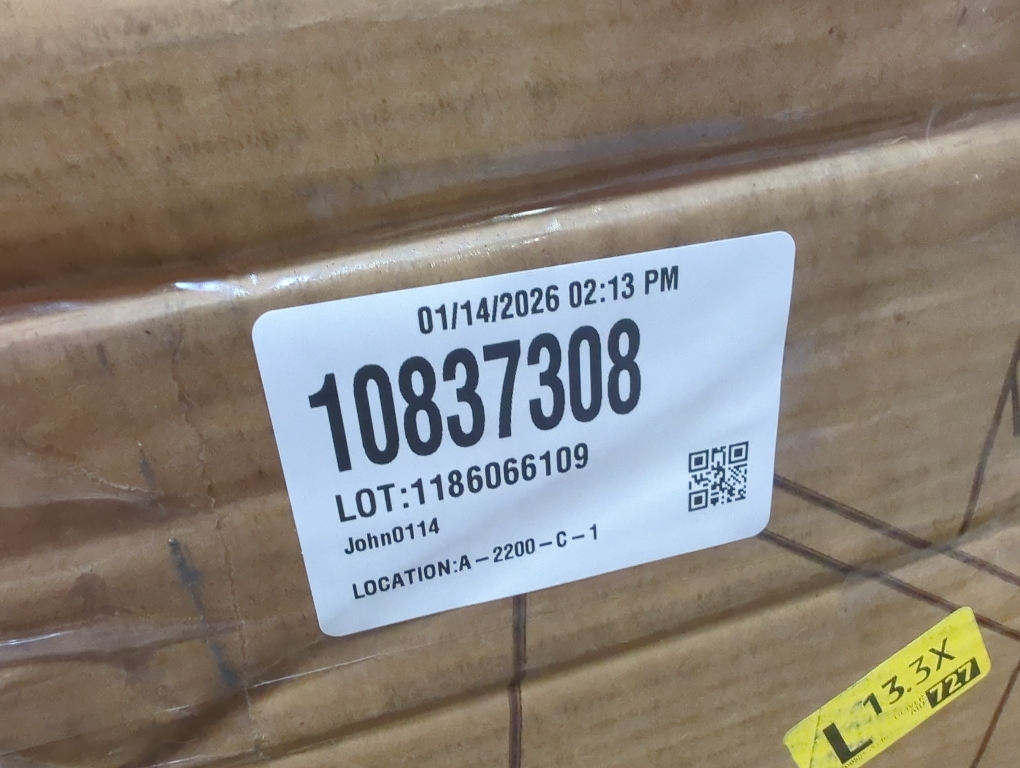 01/14/2026 02:13 PM
10837308
LOT:1186066109
John0114
LOCATION:A-2200-C-1
L 13.3X
727